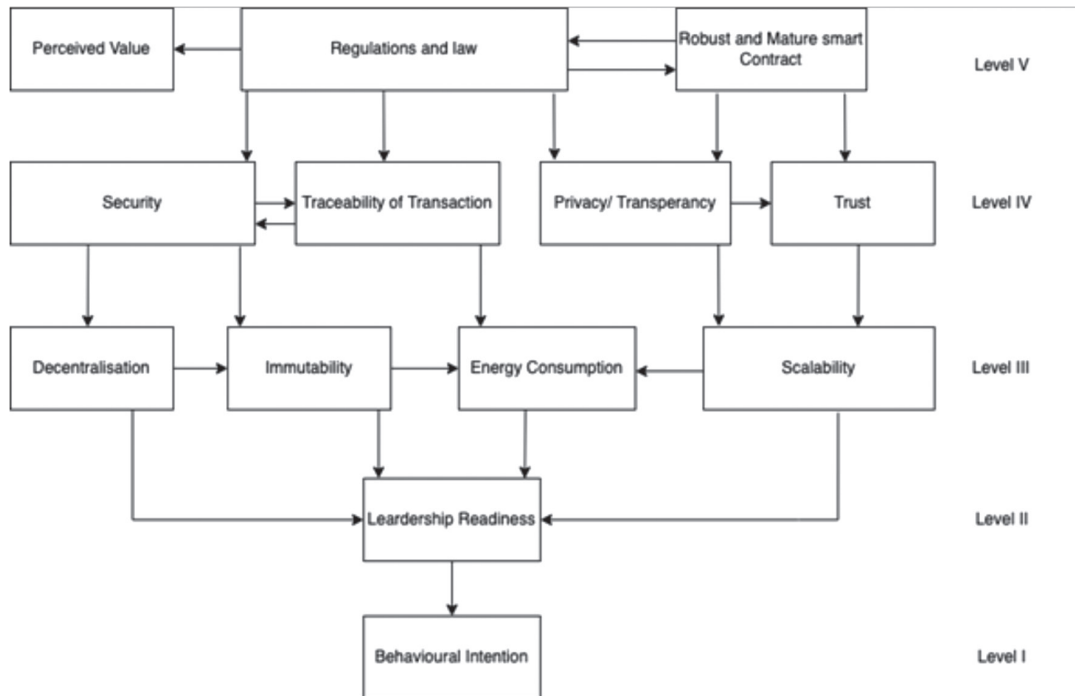 Perceived Value
Regulations and law
Robust and Mature smart
Contract
Level V
Security
Traceability of Transaction
Privacy/ Transperancy
Trust
Level IV
Decentralisation
Immutability
Energy Consumption
Scalability
Level III
Leardership Readiness
Level II
Behavioural Intention
Level I